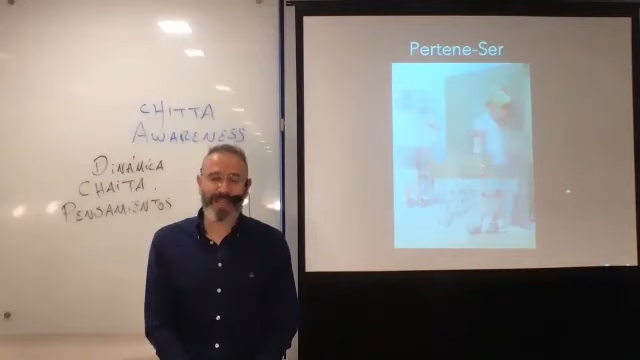 CHITTA
AWARENESS
DINÁMICA
CHAITA.
PENSAMIENTOS
Pertene-Ser